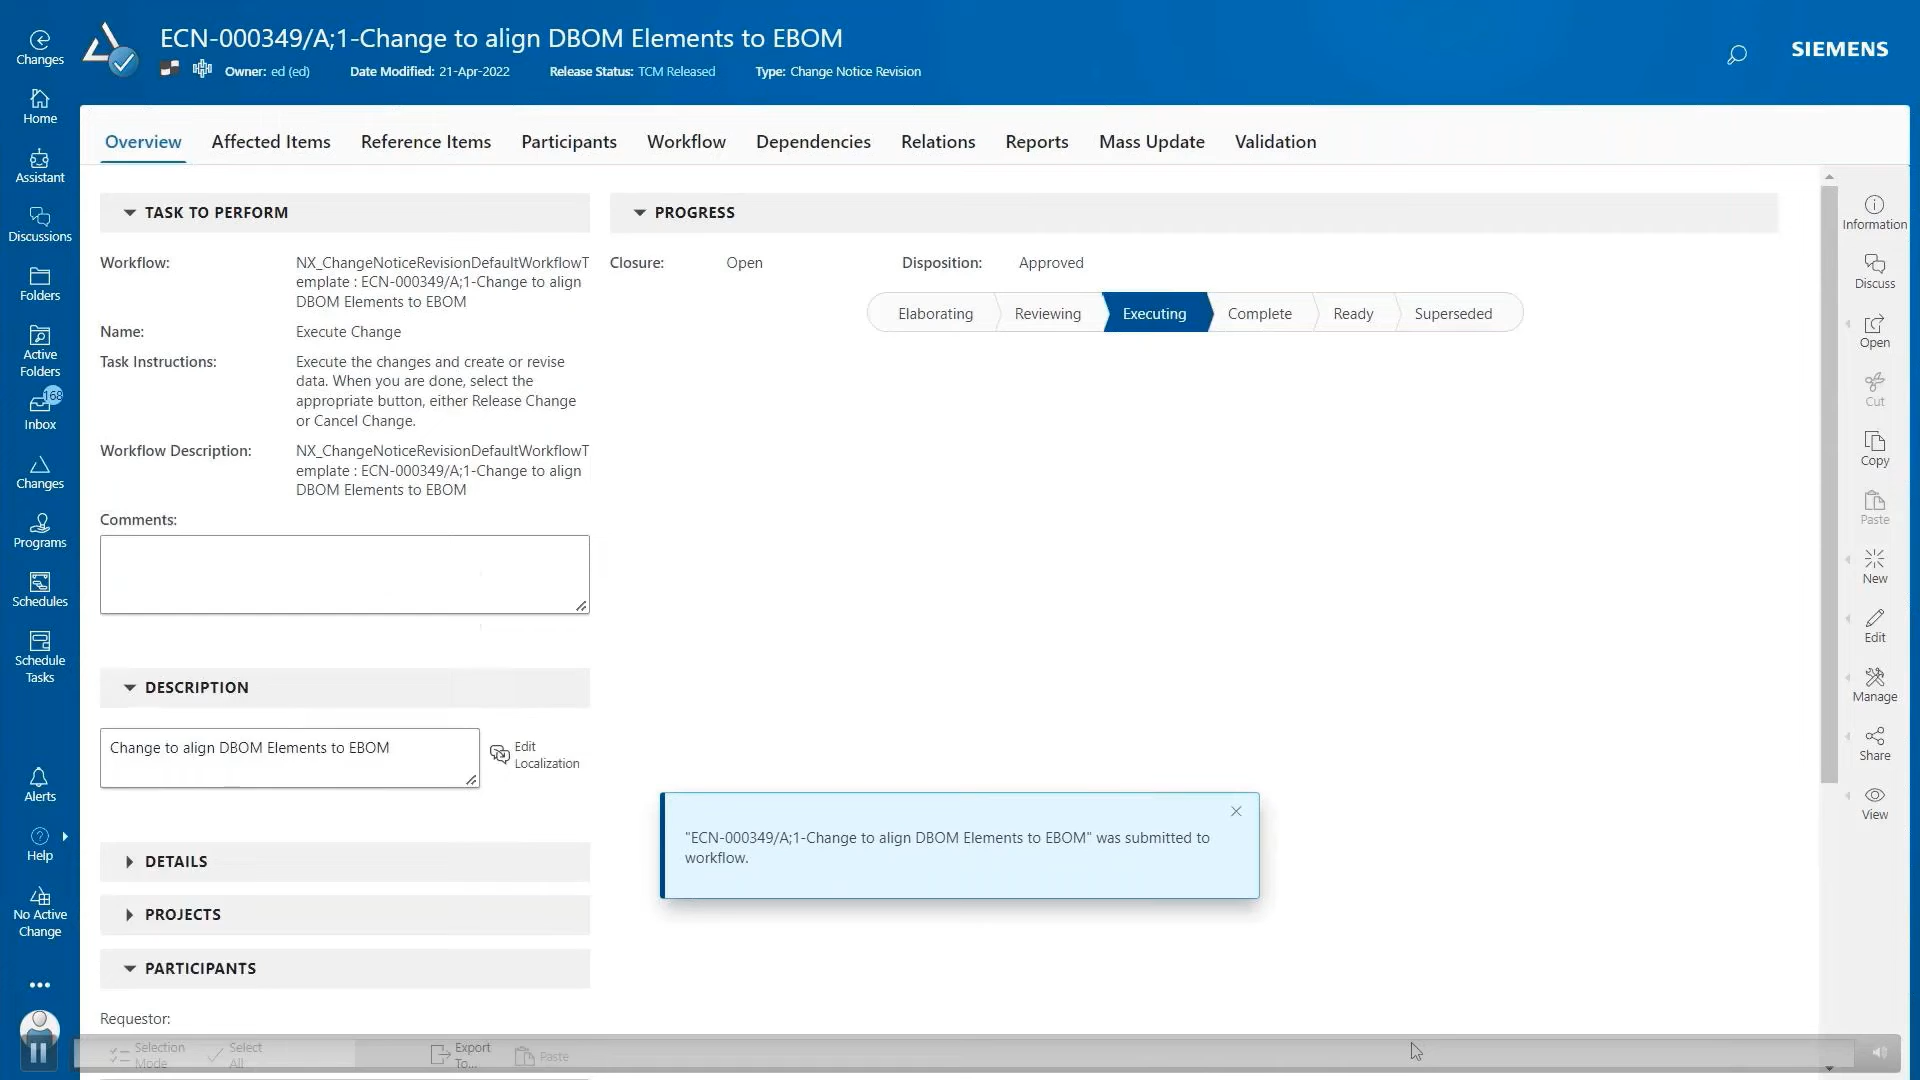 ECN-000349/A;1-Change to align DBOM Elements to EBOM
Owner: ed (ed)
Date Modified: 21-Apr-2022
Release Status: TCM Released
Type: Change Notice Revision
SIEMENS
Changes
Home
Assistant
Discussions
Folders
Active
Folders
168
Inbox
Changes
Programs
Schedules
Schedule
Tasks
Alerts
Help
No Active
Change
Overview
Affected Items
Reference Items
Participants
Workflow
Dependencies
Relations
Reports
Mass Update
Validation
TASK TO PERFORM
Workflow:
NX_ChangeNoticeRevisionDefaultWorkflowT
emplate : ECN-000349/A;1-Change to align
DBOM Elements to EBOM
Name:
Execute Change
Task Instructions:
Execute the changes and create or revise
data. When you are done, select the
appropriate button, either Release Change
or Cancel Change.
Workflow Description:
NX_ChangeNoticeRevisionDefaultWorkflowT
emplate : ECN-000349/A;1-Change to align
DBOM Elements to EBOM
Comments:
DESCRIPTION
Change to align DBOM Elements to EBOM
Edit
Localization
DETAILS
PROJECTS
PARTICIPANTS
Requestor:
Selection
Mode
Select
All
Export
To...
Paste
PROGRESS
Closure:
Open
Disposition:
Approved
Elaborating
Reviewing
Executing
Complete
Ready
Superseded
"ECN-000349/A;1-Change to align DBOM Elements to EBOM" was submitted to
workflow.
Information
Discuss
Open
Cut
Copy
Paste
New
Edit
Manage
Share
View